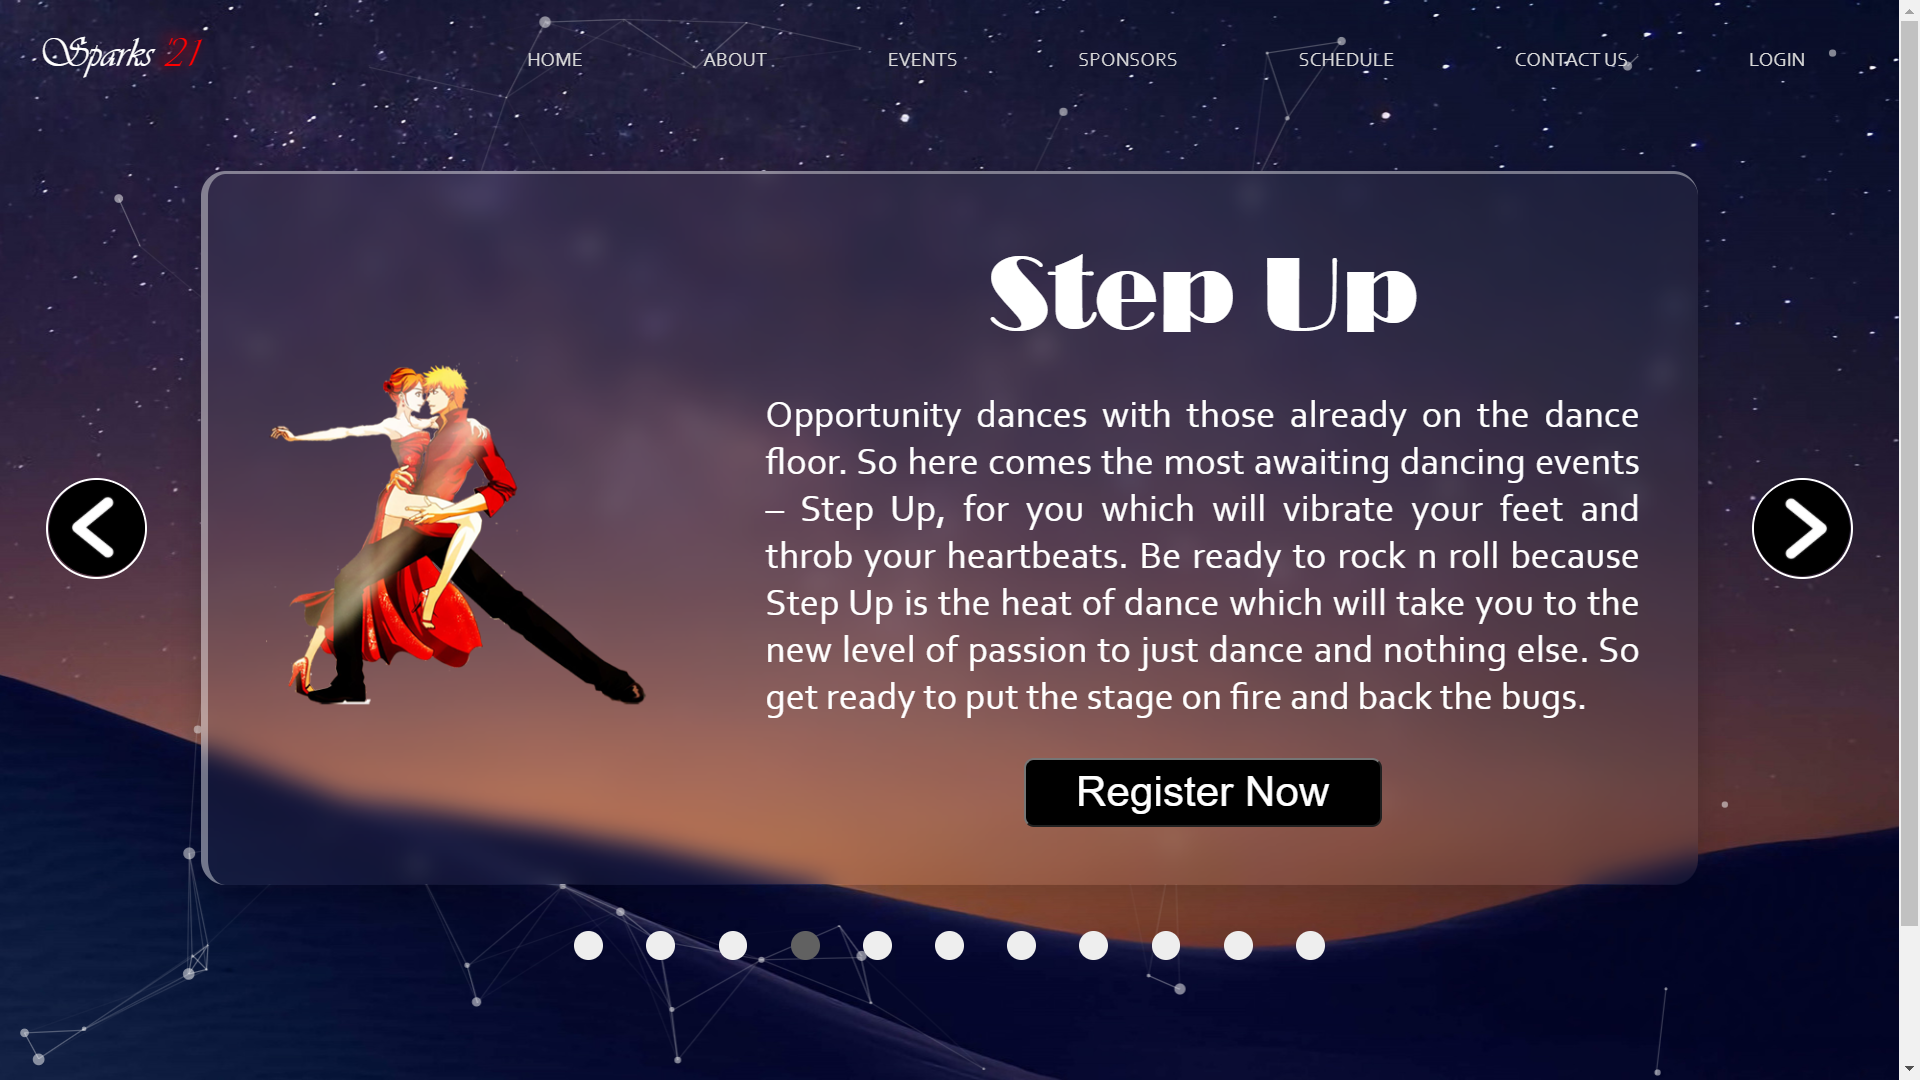 Sparks '21
HOME ABOUT EVENTS SPONSORS SCHEDULE CONTACT US LOGIN
Step Up
Opportunity dances with those already on the dance
floor. So here comes the most awaiting dancing events
– Step Up, for you which will vibrate your feet and
throb your heartbeats. Be ready to rock n roll because
Step Up is the heat of dance which will take you to the
new level of passion to just dance and nothing else. So
get ready to put the stage on fire and back the bugs.
Register Now